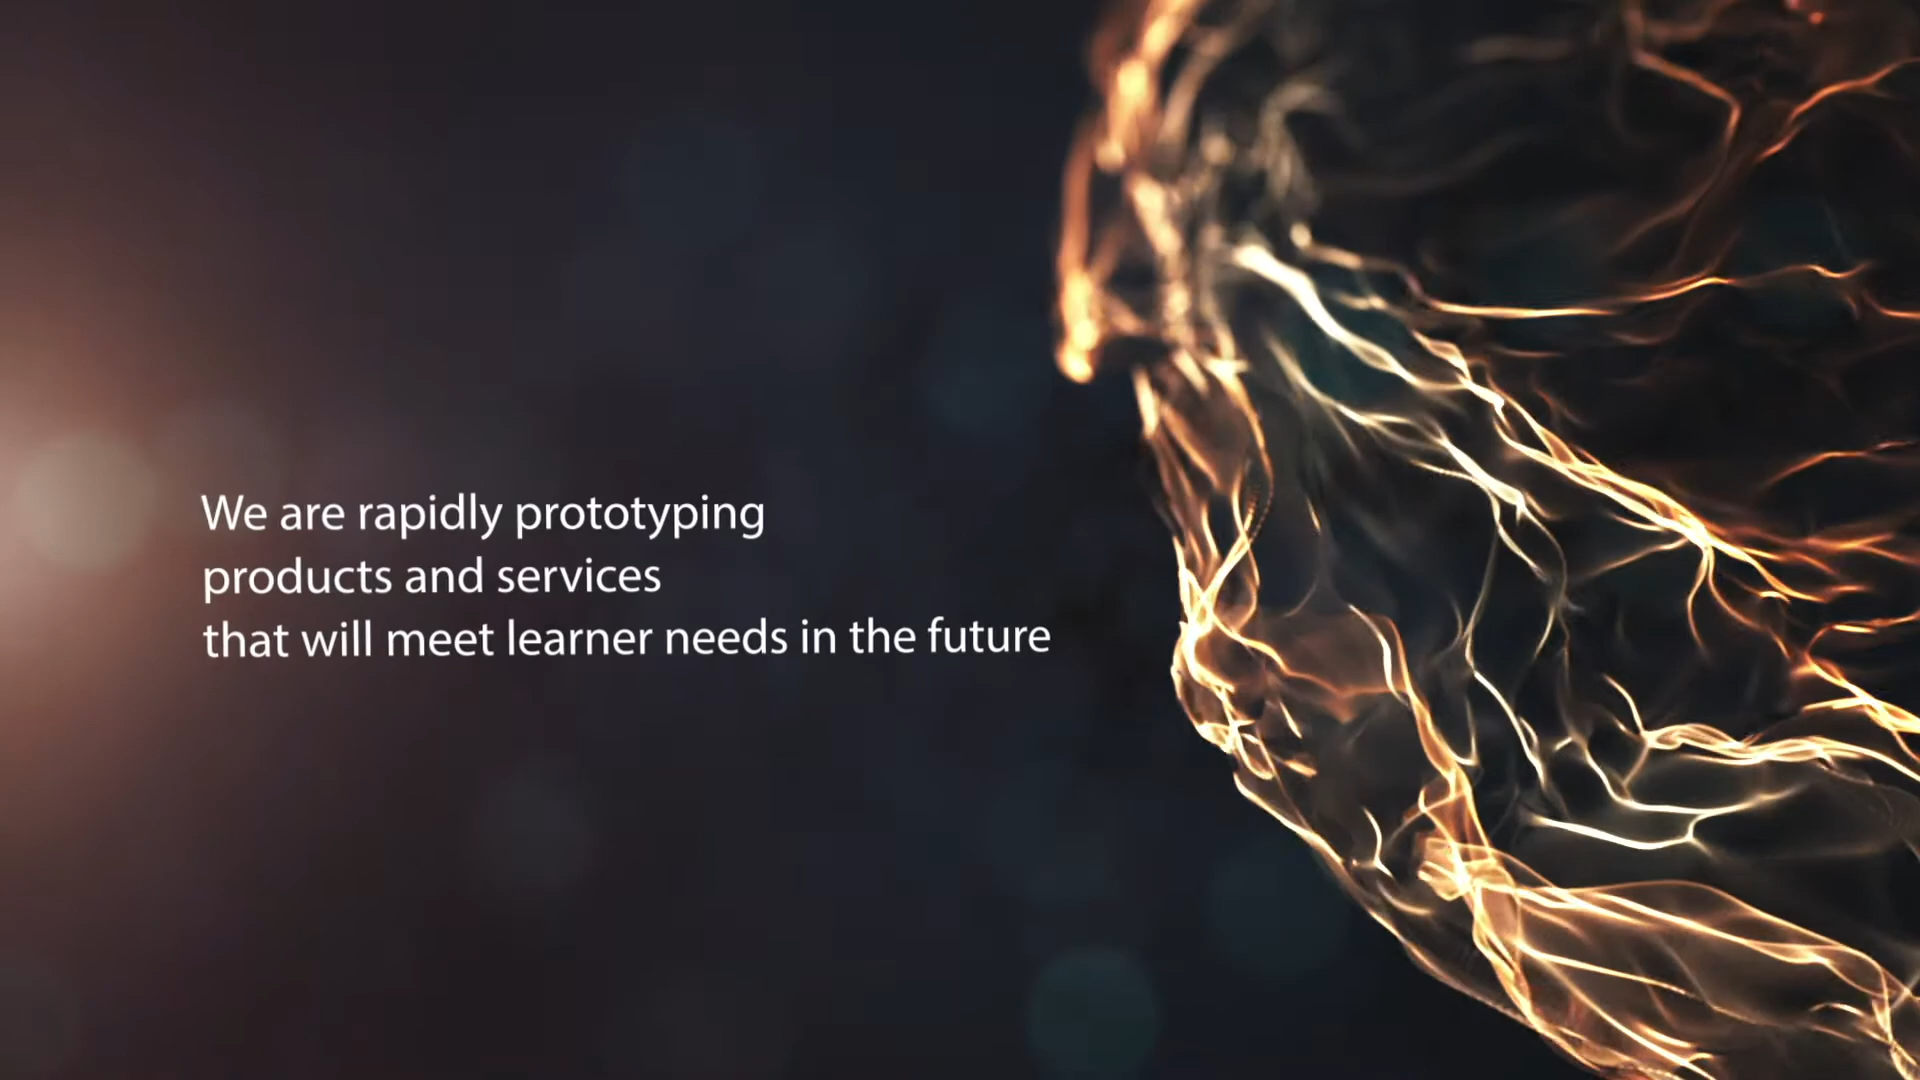 We are rapidly prototyping
products and services
that will meet learner needs in the future